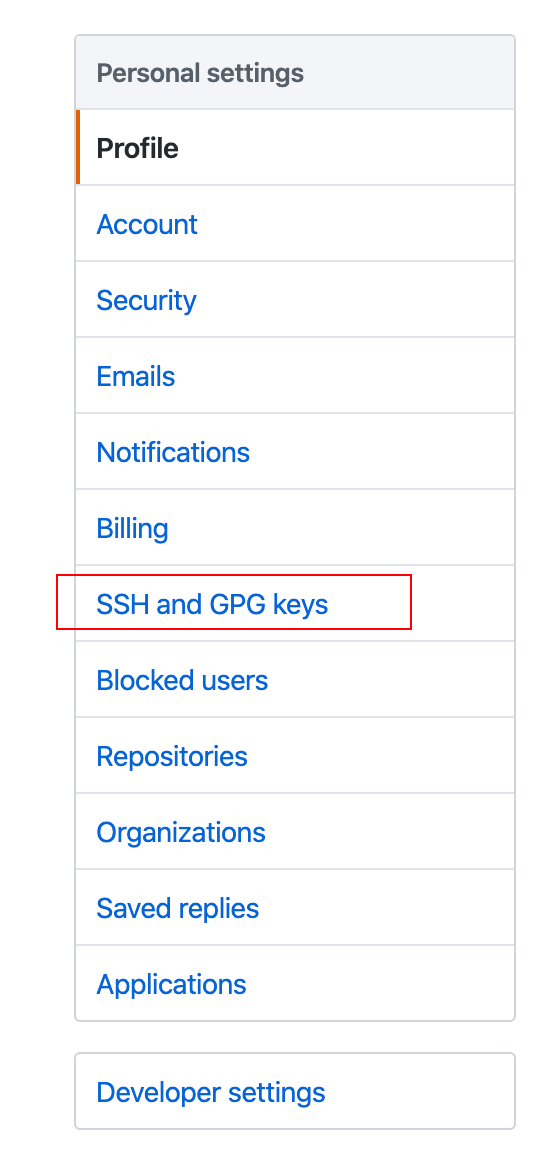 Personal settings
Profile
Account
Security
Emails
Notifications
Billing
SSH and GPG keys
Blocked users
Repositories
Organizations
Saved replies
Applications
Developer settings